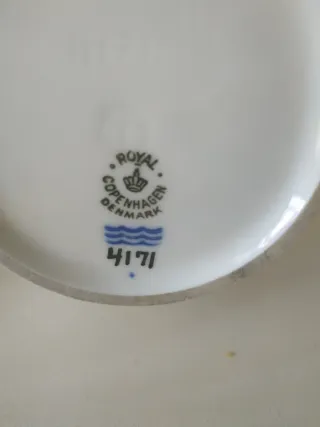 ROYAL
COPENHAGEN
DENMARK
4171